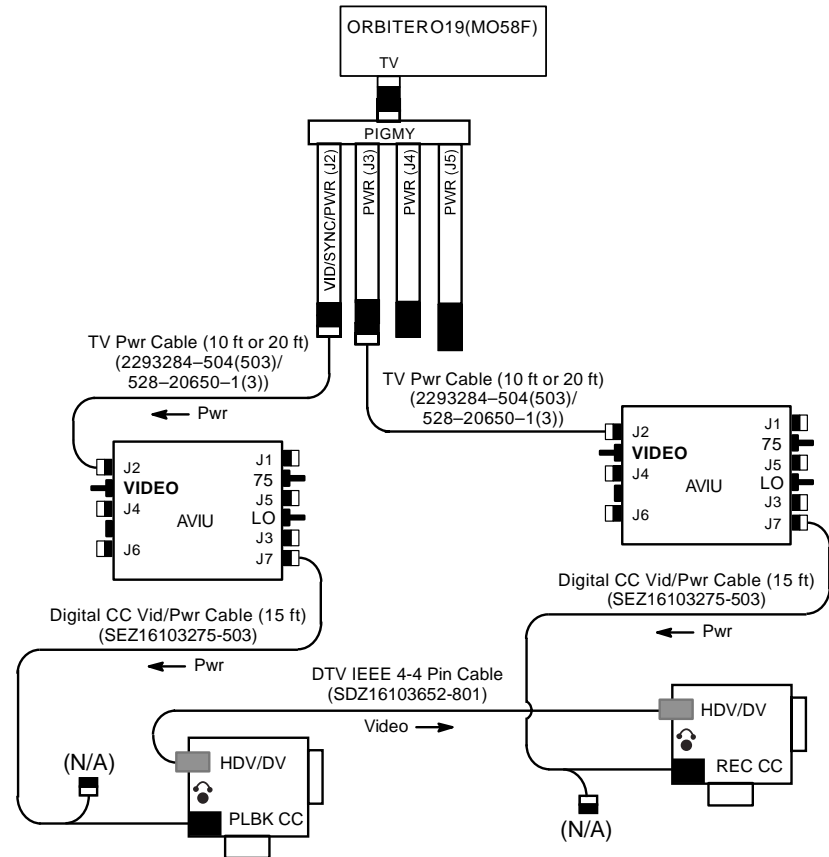 ORBITER O19(MO58F)
TV
PIGMY
VID/SYNC/PWR (J2)
PWR (J3)
PWR (J4)
PWR (J5)
TV Pwr Cable (10 ft or 20 ft)
(2293284–504(503)/
528–20650–1(3))
Pwr
TV Pwr Cable (10 ft or 20 ft)
(2293284–504(503)/
528–20650–1(3))
J2
VIDEO
J4
AVIU
J6
J1
75
J5
LO
J3
J7
J2
VIDEO
J4
AVIU
J6
J1
75
J5
LO
J3
J7
Digital CC Vid/Pwr Cable (15 ft)
(SEZ16103275-503)
Pwr
Digital CC Vid/Pwr Cable (15 ft)
(SEZ16103275-503)
Pwr
DTV IEEE 4-4 Pin Cable
(SDZ16103652-801)
Video
(N/A)
HDV/DV
PLBK CC
HDV/DV
REC CC
(N/A)